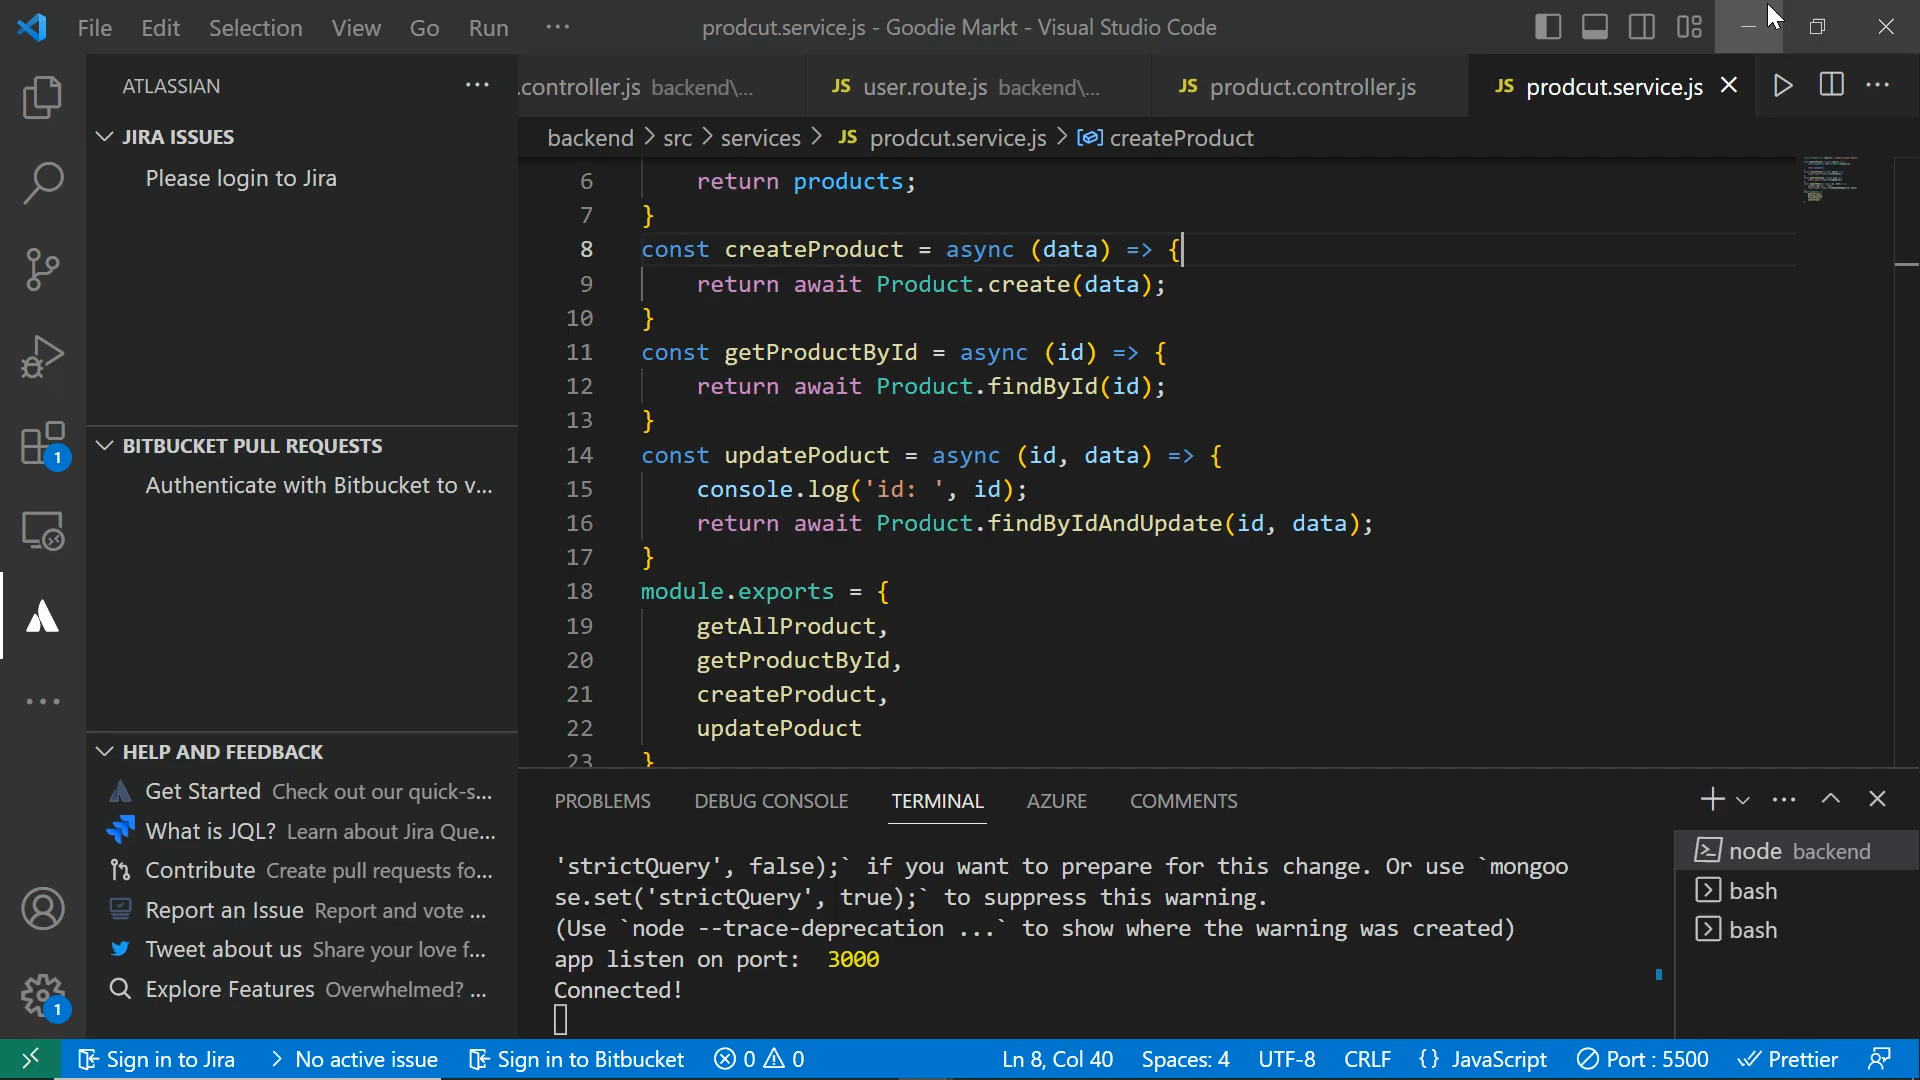 File Edit Selection View Go Run ··· prodcut.service.js - Goodie Markt - Visual Studio Code
ATLASSIAN ···
JIRA ISSUES
Please login to Jira
BITBUCKET PULL REQUESTS
Authenticate with Bitbucket to v...
HELP AND FEEDBACK
Get Started Check out our quick-s...
What is JQL? Learn about Jira Que...
Contribute Create pull requests fo...
Report an Issue Report and vote ...
Tweet about us Share your love f...
Explore Features Overwhelmed? ...
1
1
.controller.js backend\... JS user.route.js backend\... JS product.controller.js JS prodcut.service.js
backend > src > services > JS prodcut.service.js > createProduct
6 return products;
7 }
8 const createProduct = async (data) => {
9 return await Product.create(data);
10 }
11 const getProductById = async (id) => {
12 return await Product.findById(id);
13 }
14 const updatePoduct = async (id, data) => {
15 console.log('id: ', id);
16 return await Product.findByIdAndUpdate(id, data);
17 }
18 module.exports = {
19 getAllProduct,
20 getProductById,
21 createProduct,
22 updatePoduct
23 }
PROBLEMS DEBUG CONSOLE TERMINAL AZURE COMMENTS
'strictQuery', false);` if you want to prepare for this change. Or use `mongoo
se.set('strictQuery', true);` to suppress this warning.
(Use `node --trace-deprecation ...` to show where the warning was created)
app listen on port: 3000
Connected!
node backend
bash
bash
Sign in to Jira > No active issue Sign in to Bitbucket 0 0 Ln 8, Col 40 Spaces: 4 UTF-8 CRLF {} JavaScript Port : 5500 Prettier